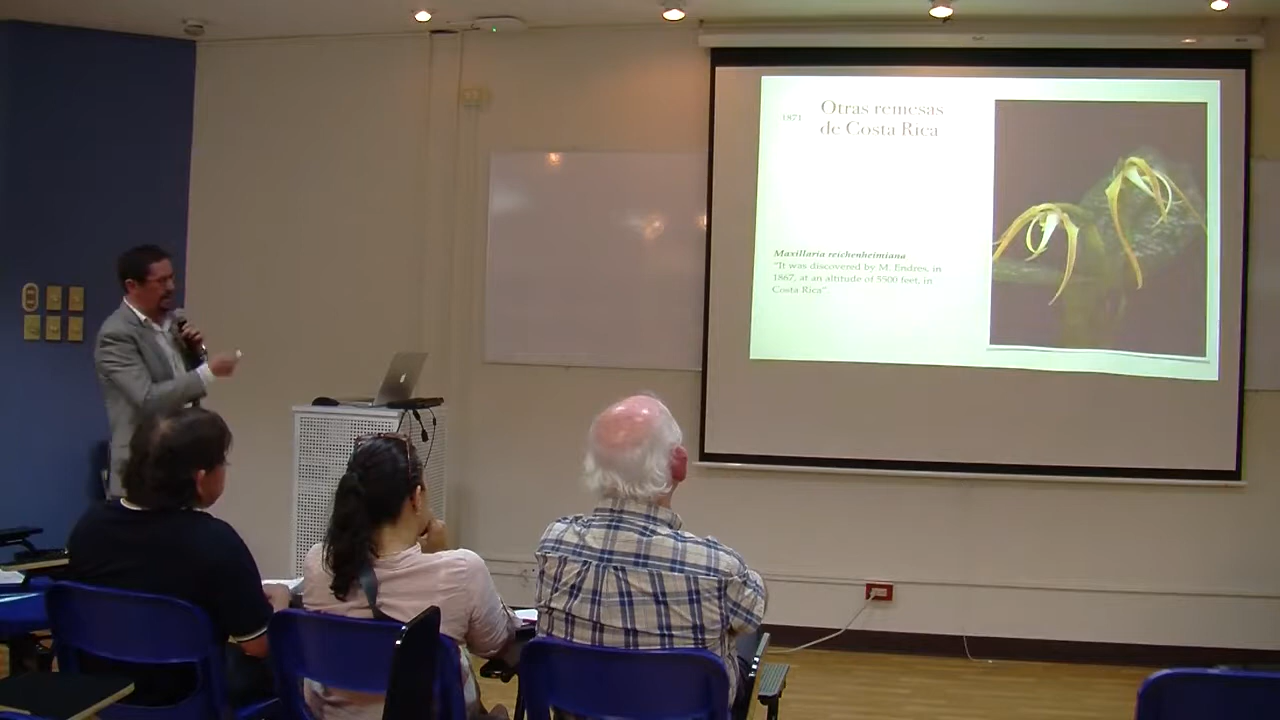 1871
Otras remesas
de Costa Rica
Maxillaria reichenheimiana
"It was discovered by M. Endres, in
1867, at an altitude of 5500 feet, in
Costa Rica"